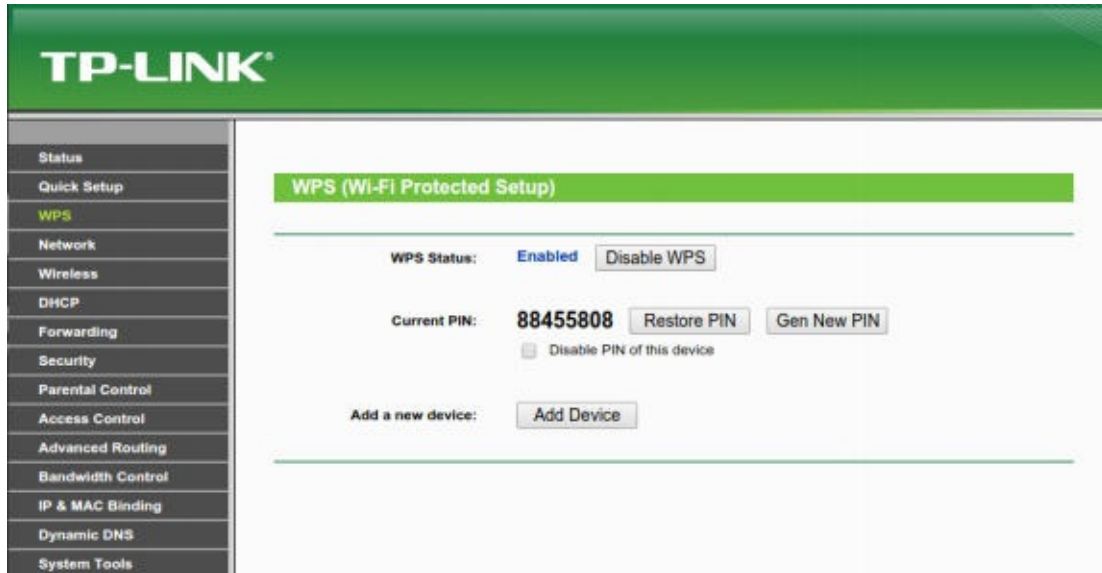 TP-LINK®
Status
Quick Setup
WPS
Network
Wireless
DHCP
Forwarding
Security
Parental Control
Access Control
Advanced Routing
Bandwidth Control
IP & MAC Binding
Dynamic DNS
System Tools
WPS (Wi-Fi Protected Setup)
WPS Status: Enabled Disable WPS
Current PIN: 88455808 Restore PIN Gen New PIN
Disable PIN of this device
Add a new device: Add Device